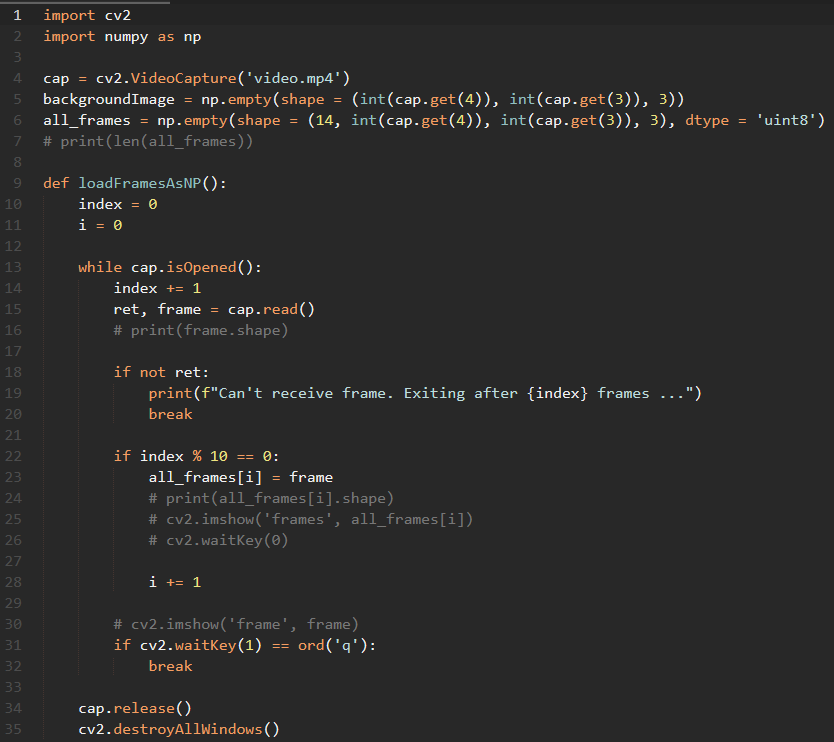 1 import cv2
2 import numpy as np
3
4 cap = cv2.VideoCapture('video.mp4')
5 backgroundImage = np.empty(shape = (int(cap.get(4)), int(cap.get(3)), 3))
6 all_frames = np.empty(shape = (14, int(cap.get(4)), int(cap.get(3)), 3), dtype = 'uint8')
7 # print(len(all_frames))
8
9 def loadFramesAsNP():
10     index = 0
11     i = 0
12
13     while cap.isOpened():
14         index += 1
15         ret, frame = cap.read()
16         # print(frame.shape)
17
18         if not ret:
19             print(f"Can't receive frame. Exiting after {index} frames ...")
20             break
21
22         if index % 10 == 0:
23             all_frames[i] = frame
24             # print(all_frames[i].shape)
25             # cv2.imshow('frames', all_frames[i])
26             # cv2.waitKey(0)
27
28             i += 1
29
30         # cv2.imshow('frame', frame)
31         if cv2.waitKey(1) == ord('q'):
32             break
33
34     cap.release()
35     cv2.destroyAllWindows()